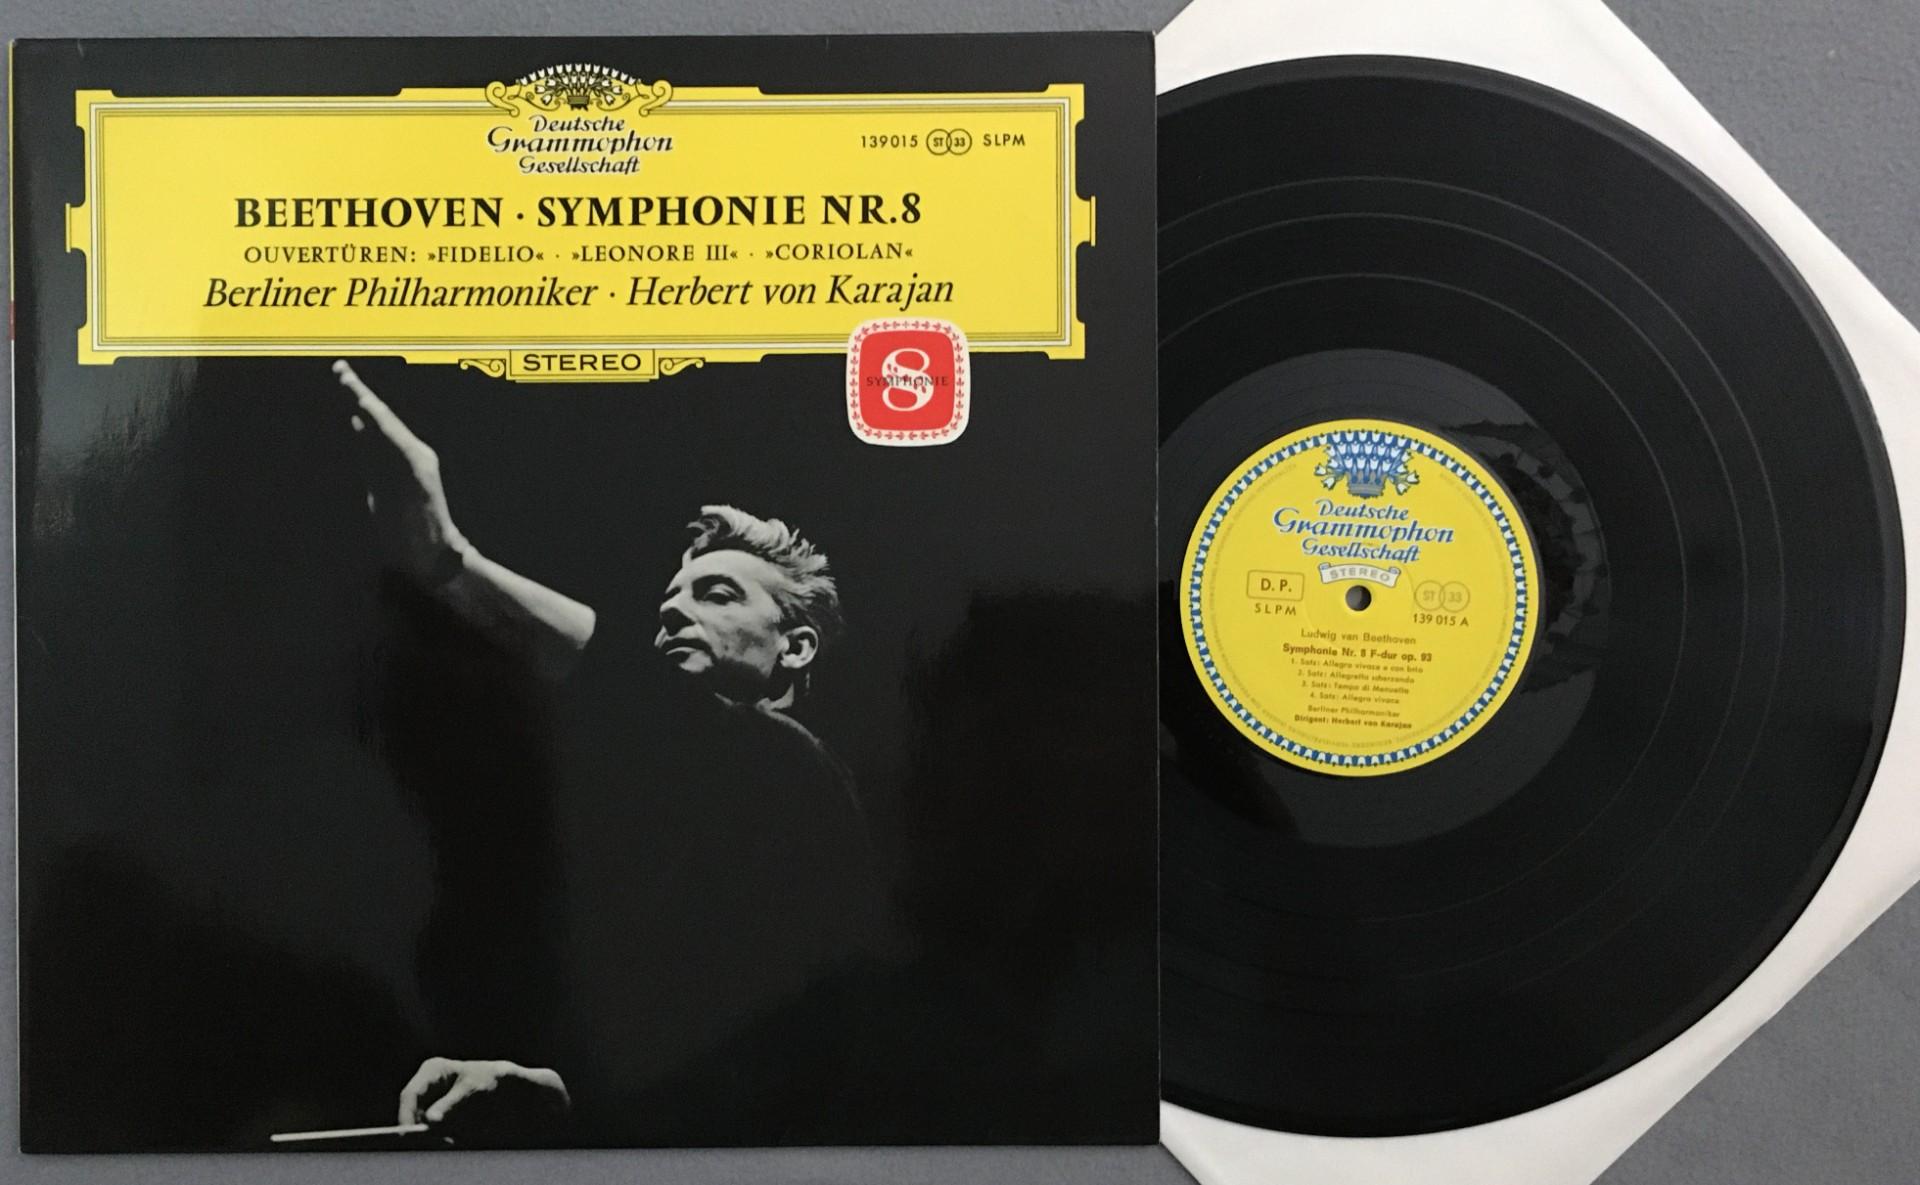 Deutsche
Grammophon
Gesellschaft
139015 ST 33 SLPM
BEETHOVEN · SYMPHONIE NR. 8
OUVERTÜREN: »FIDELIO« · »LEONORE III« · »CORIOLAN«
Berliner Philharmoniker · Herbert von Karajan
STEREO
8
SYMPHONIE
Deutsche
Grammophon
Gesellschaft
STEREO
D. P.
SLPM
ST 33
139 015 A
Ludwig van Beethoven
Symphonie Nr. 8 F-dur op. 93
1. Satz: Allegro vivace e con brio
2. Satz: Allegretto scherzando
3. Satz: Tempo di Menuetto
4. Satz: Allegro vivace
Berliner Philharmoniker
Dirigent: Herbert von Karajan